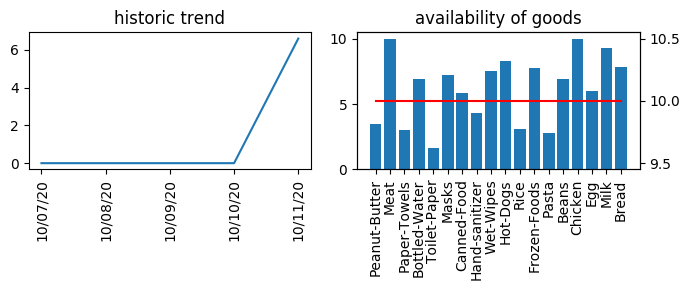 historic trend
6
4
2
0
10/07/20
10/08/20
10/09/20
10/10/20
10/11/20
availability of goods
10
5
0
10.5
10.0
9.5
Peanut-Butter
Meat
Paper-Towels
Bottled-Water
Toilet-Paper
Masks
Canned-Food
Hand-sanitizer
Wet-Wipes
Hot-Dogs
Rice
Frozen-Foods
Pasta
Beans
Chicken
Egg
Milk
Bread